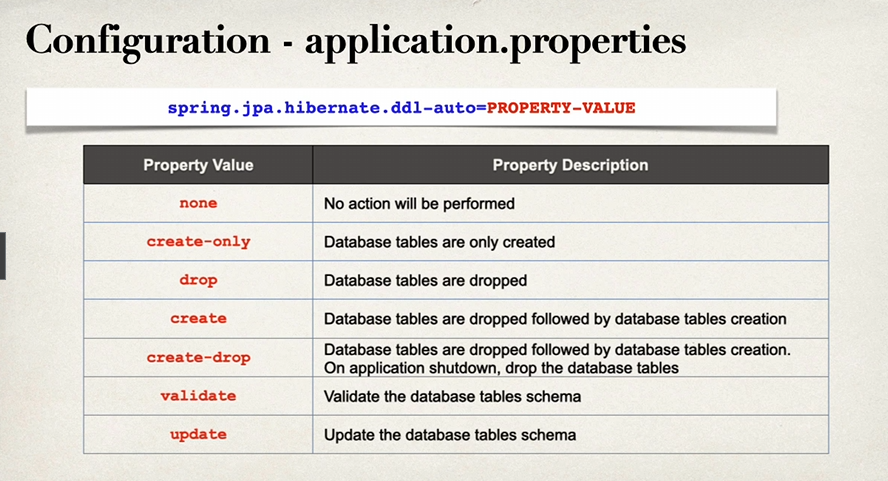 Configuration - application.properties
spring.jpa.hibernate.ddl-auto=PROPERTY-VALUE
Property Value Property Description
none No action will be performed
create-only Database tables are only created
drop Database tables are dropped
create Database tables are dropped followed by database tables creation
create-drop Database tables are dropped followed by database tables creation.
On application shutdown, drop the database tables
validate Validate the database tables schema
update Update the database tables schema